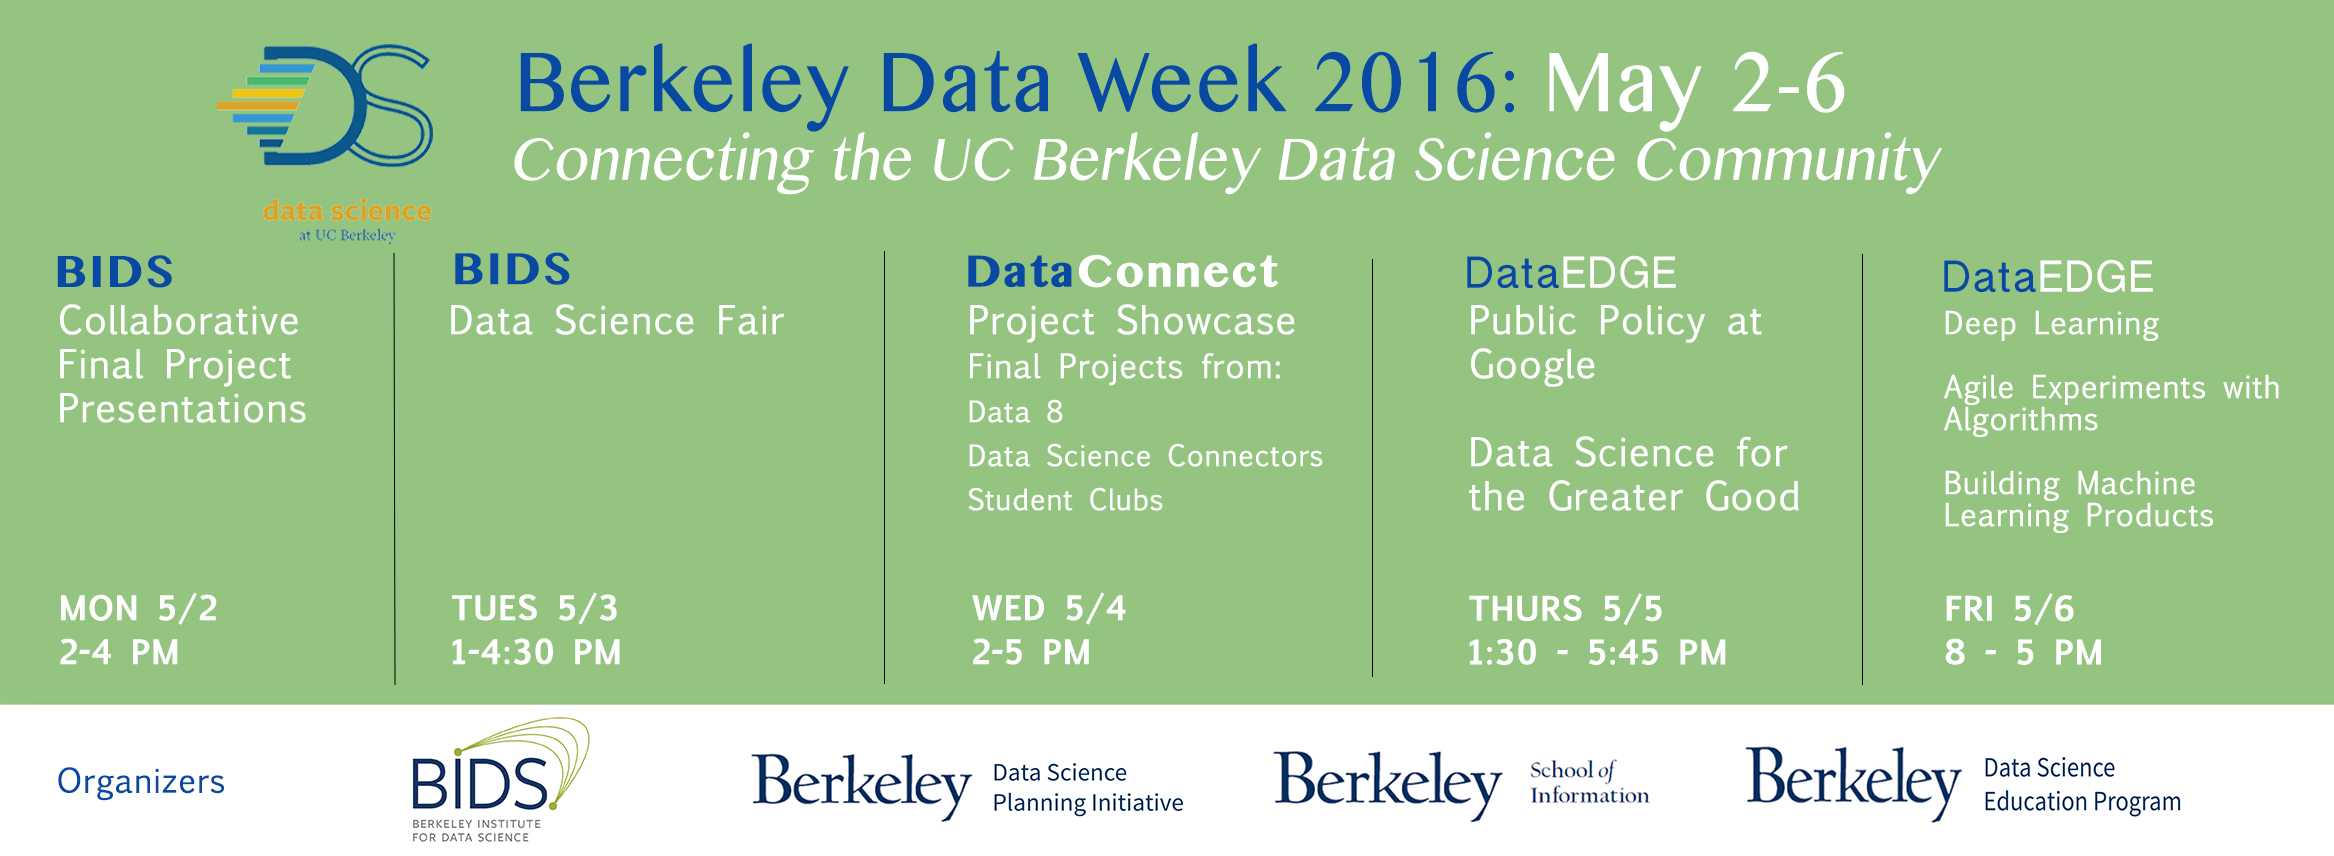 DS
data science
at UC Berkeley
Berkeley Data Week 2016: May 2-6
Connecting the UC Berkeley Data Science Community
BIDS
Collaborative
Final Project
Presentations
MON 5/2
2-4 PM
BIDS
Data Science Fair
TUES 5/3
1-4:30 PM
DataConnect
Project Showcase
Final Projects from:
Data 8
Data Science Connectors
Student Clubs
WED 5/4
2-5 PM
DataEDGE
Public Policy at
Google
Data Science for
the Greater Good
THURS 5/5
1:30 - 5:45 PM
DataEDGE
Deep Learning
Agile Experiments with
Algorithms
Building Machine
Learning Products
FRI 5/6
8 - 5 PM
Organizers
BIDS
BERKELEY INSTITUTE
FOR DATA SCIENCE
Berkeley
Data Science
Planning Initiative
Berkeley
School of
Information
Berkeley
Data Science
Education Program